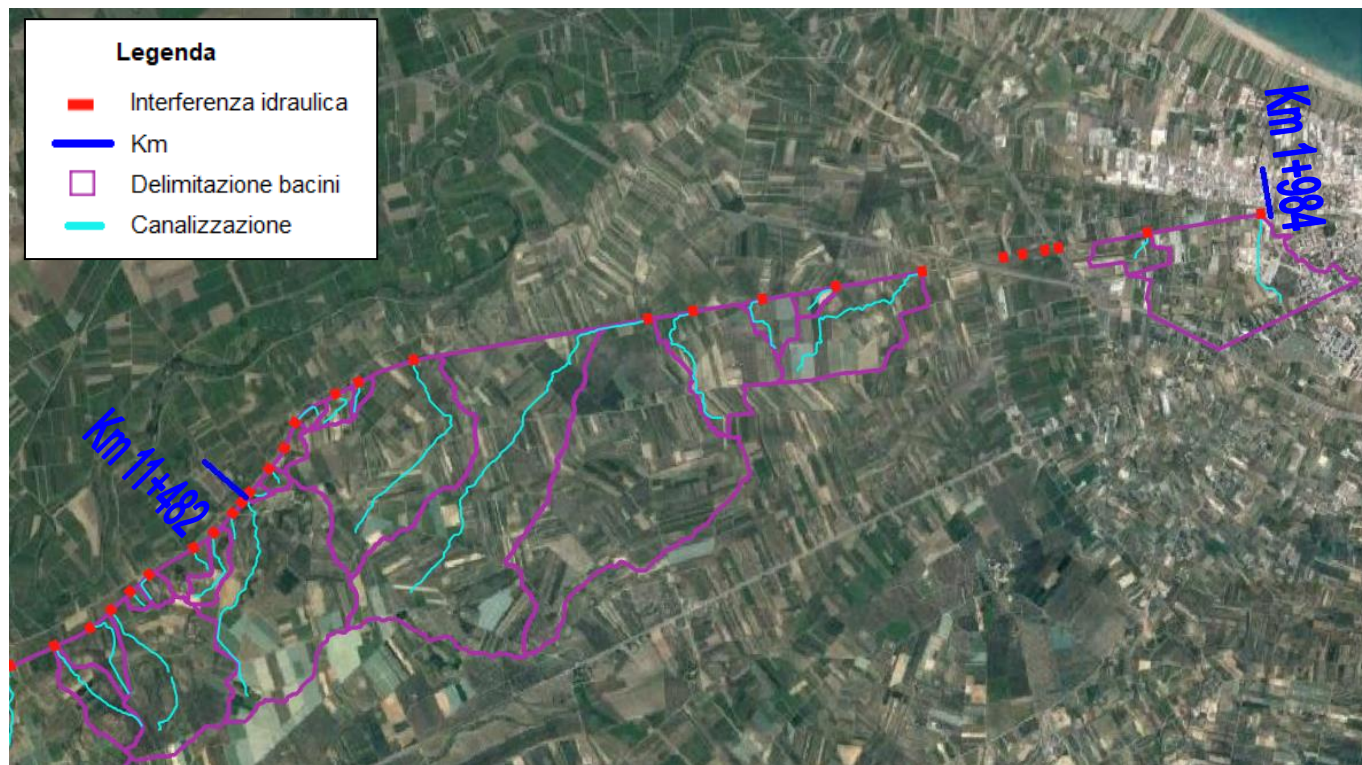 Legenda
Interferenza idraulica
Km
Delimitazione bacini
Canalizzazione
Km 1+984
Km 11+482